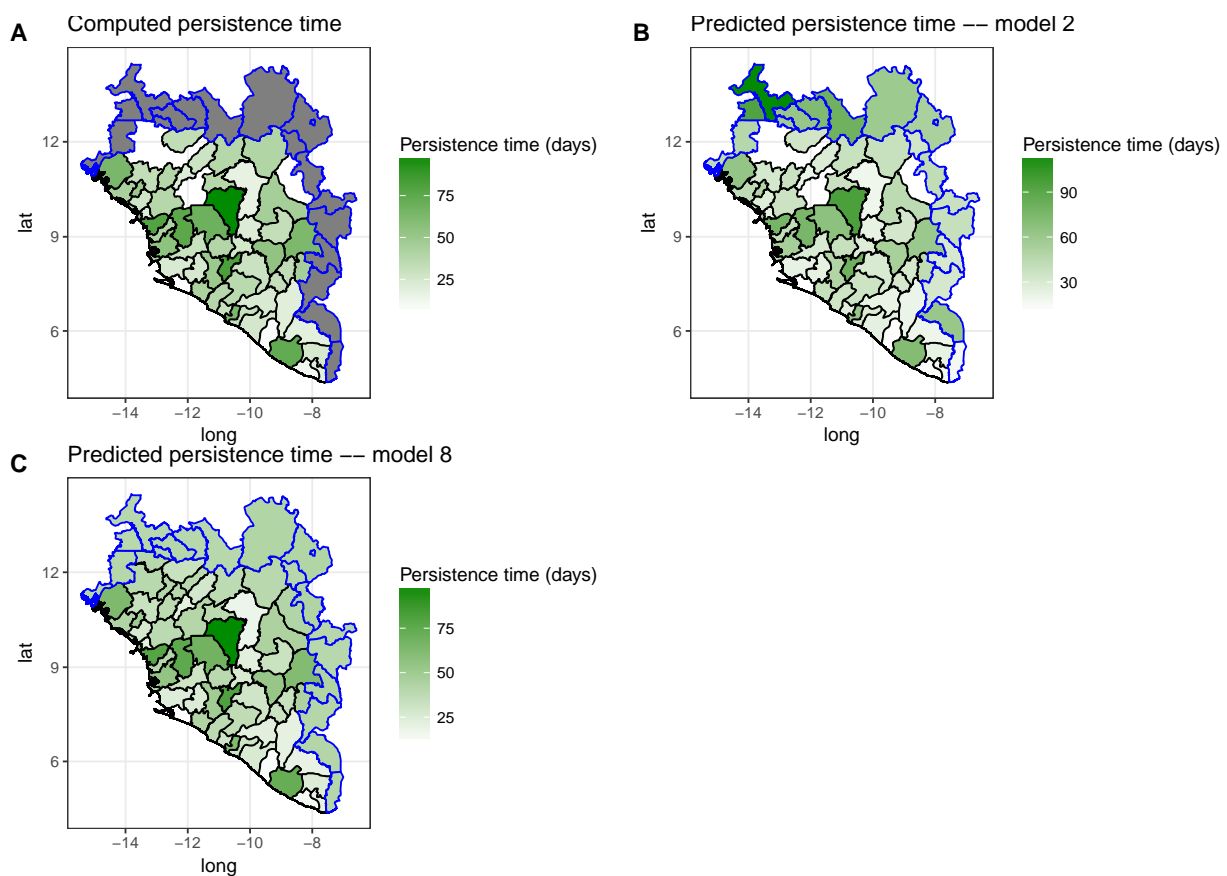 A
Computed persistence time
12
9
6
lat
−14
−12
−10
−8
long
Persistence time (days)
75
50
25
B
Predicted persistence time −− model 2
12
9
6
lat
−14
−12
−10
−8
long
Persistence time (days)
90
60
30
C
Predicted persistence time −− model 8
12
9
6
lat
−14
−12
−10
−8
long
Persistence time (days)
75
50
25